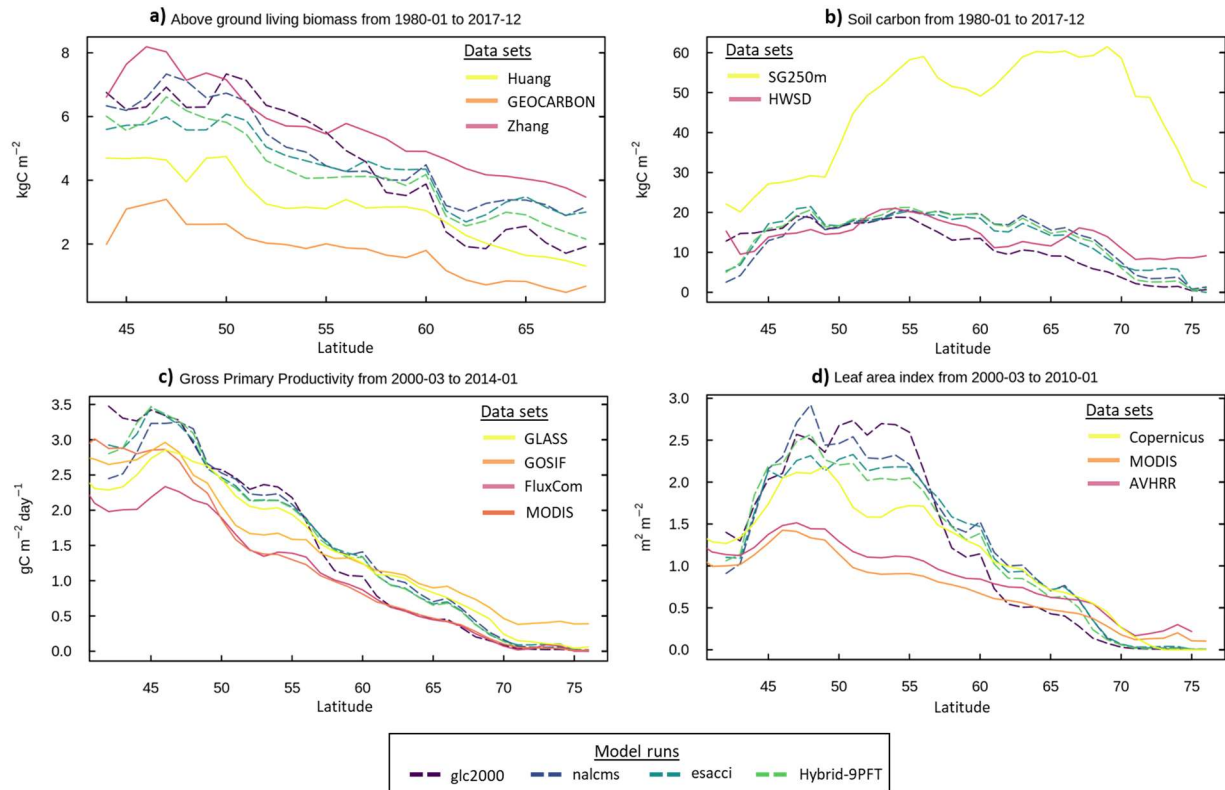 a) Above ground living biomass from 1980-01 to 2017-12
kgC m−2
8
6
4
2
Data sets
Huang
GEOCARBON
Zhang
45 50 55 60 65
Latitude
b) Soil carbon from 1980-01 to 2017-12
kgC m−2
60
50
40
30
20
10
0
Data sets
SG250m
HWSD
45 50 55 60 65 70 75
Latitude
c) Gross Primary Productivity from 2000-03 to 2014-01
gC m−2 day−1
3.5
3.0
2.5
2.0
1.5
1.0
0.5
0.0
Data sets
GLASS
GOSIF
FluxCom
MODIS
45 50 55 60 65 70 75
Latitude
d) Leaf area index from 2000-03 to 2010-01
m2 m−2
3.0
2.5
2.0
1.5
1.0
0.5
0.0
Data sets
Copernicus
MODIS
AVHRR
45 50 55 60 65 70 75
Latitude
Model runs
glc2000 nalcms esacci Hybrid-9PFT